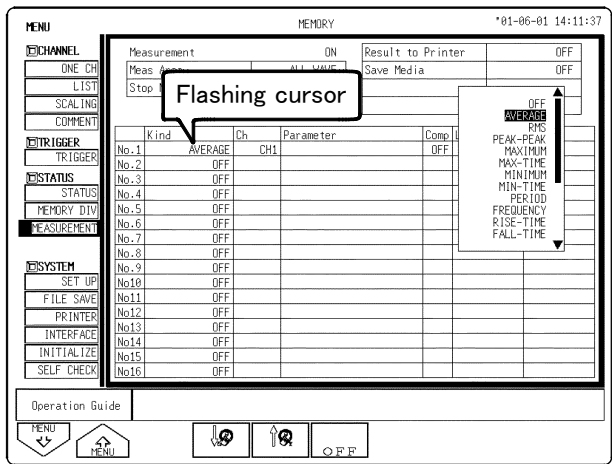 MENU MEMORY '01-06-01 14:11:37
CHANNEL
ONE CH
LIST
SCALING
COMMENT
TRIGGER
TRIGGER
STATUS
STATUS
MEMORY DIV
MEASUREMENT
SYSTEM
SET UP
FILE SAVE
PRINTER
INTERFACE
INITIALIZE
SELF CHECK
Measurement ON Result to Printer OFF
Meas Save Media OFF
Stop
Flashing cursor
OFF
AVERAGE
RMS
PEAK-PEAK
MAXIMUM
MAX-TIME
MINIMUM
MIN-TIME
PERIOD
FREQUENCY
RISE-TIME
FALL-TIME
Kind Ch Parameter Comp
No.1 AVERAGE CH1 OFF
No.2 OFF
No.3 OFF
No.4 OFF
No.5 OFF
No.6 OFF
No.7 OFF
No.8 OFF
No.9 OFF
No10 OFF
No11 OFF
No12 OFF
No13 OFF
No14 OFF
No15 OFF
No16 OFF
Operation Guide
MENU
MENU
OFF